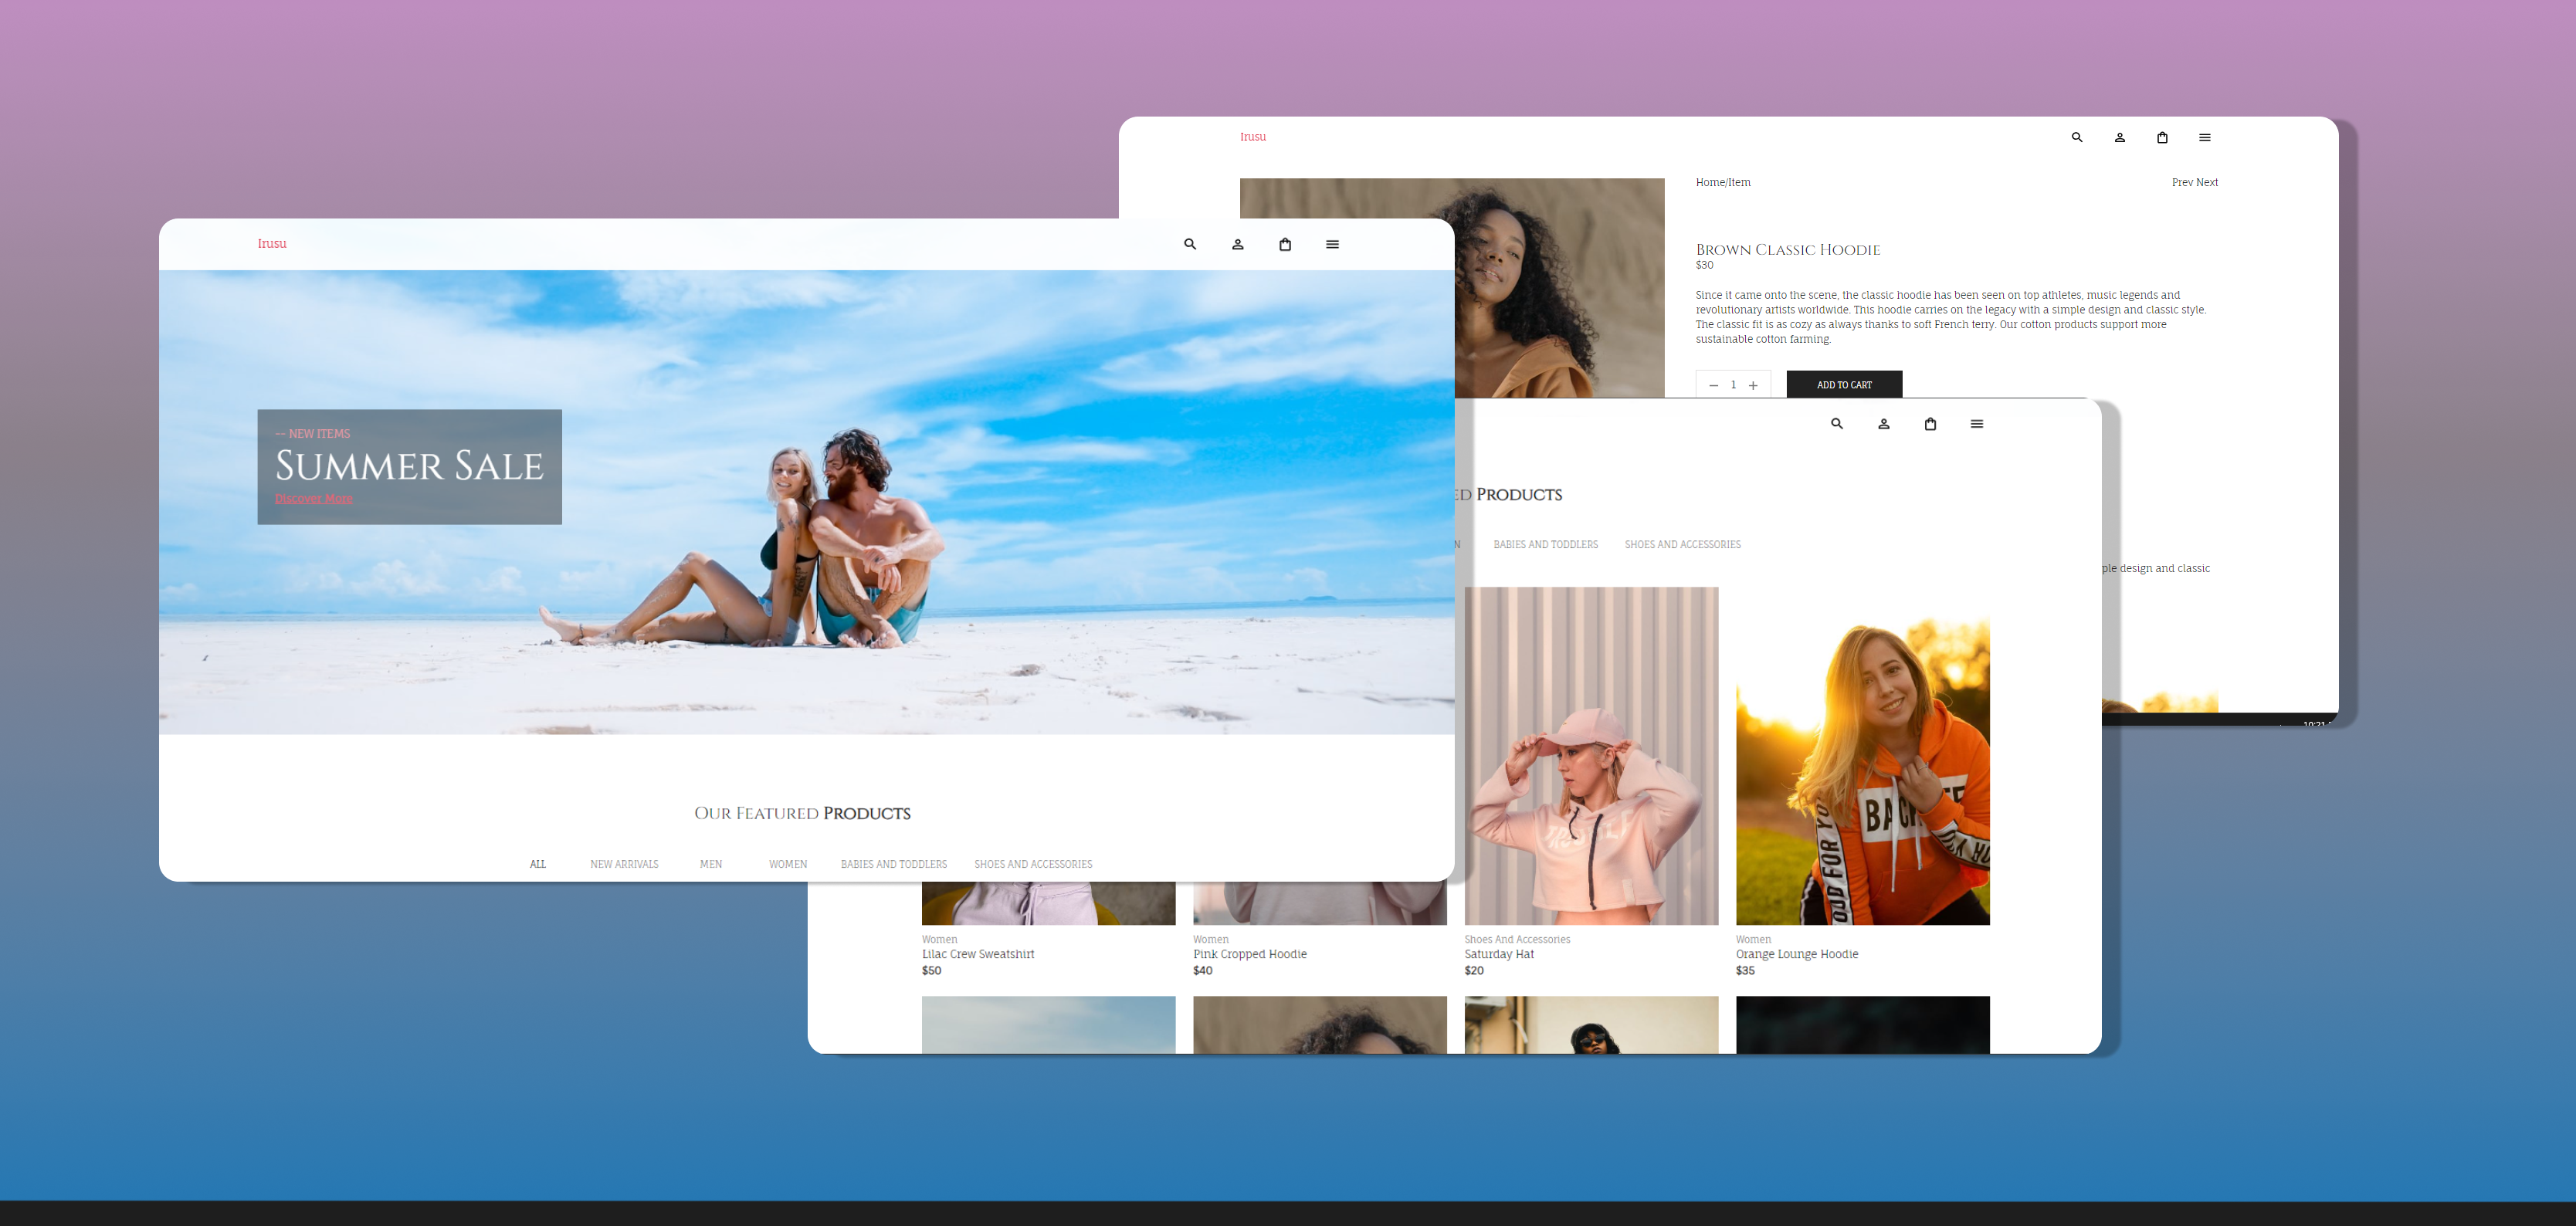 Irusu
Home/Item
Prev Next
BROWN CLASSIC HOODIE
$30
Since it came onto the scene, the classic hoodie has been seen on top athletes, music legends and
revolutionary artists worldwide. This hoodie carries on the legacy with a simple design and classic style.
The classic fit is as cozy as always thanks to soft French terry. Our cotton products support more
sustainable cotton farming.
1
ADD TO CART
design and classic
Irusu
-- NEW ITEMS
SUMMER SALE
Discover More
OUR FEATURED PRODUCTS
ALL
NEW ARRIVALS
MEN
WOMEN
BABIES AND TODDLERS
SHOES AND ACCESSORIES
PRODUCTS
BABIES AND TODDLERS
SHOES AND ACCESSORIES
Women
Lilac Crew Sweatshirt
$50
Women
Pink Cropped Hoodie
$40
Shoes And Accessories
Saturday Hat
$20
Women
Orange Lounge Hoodie
$35